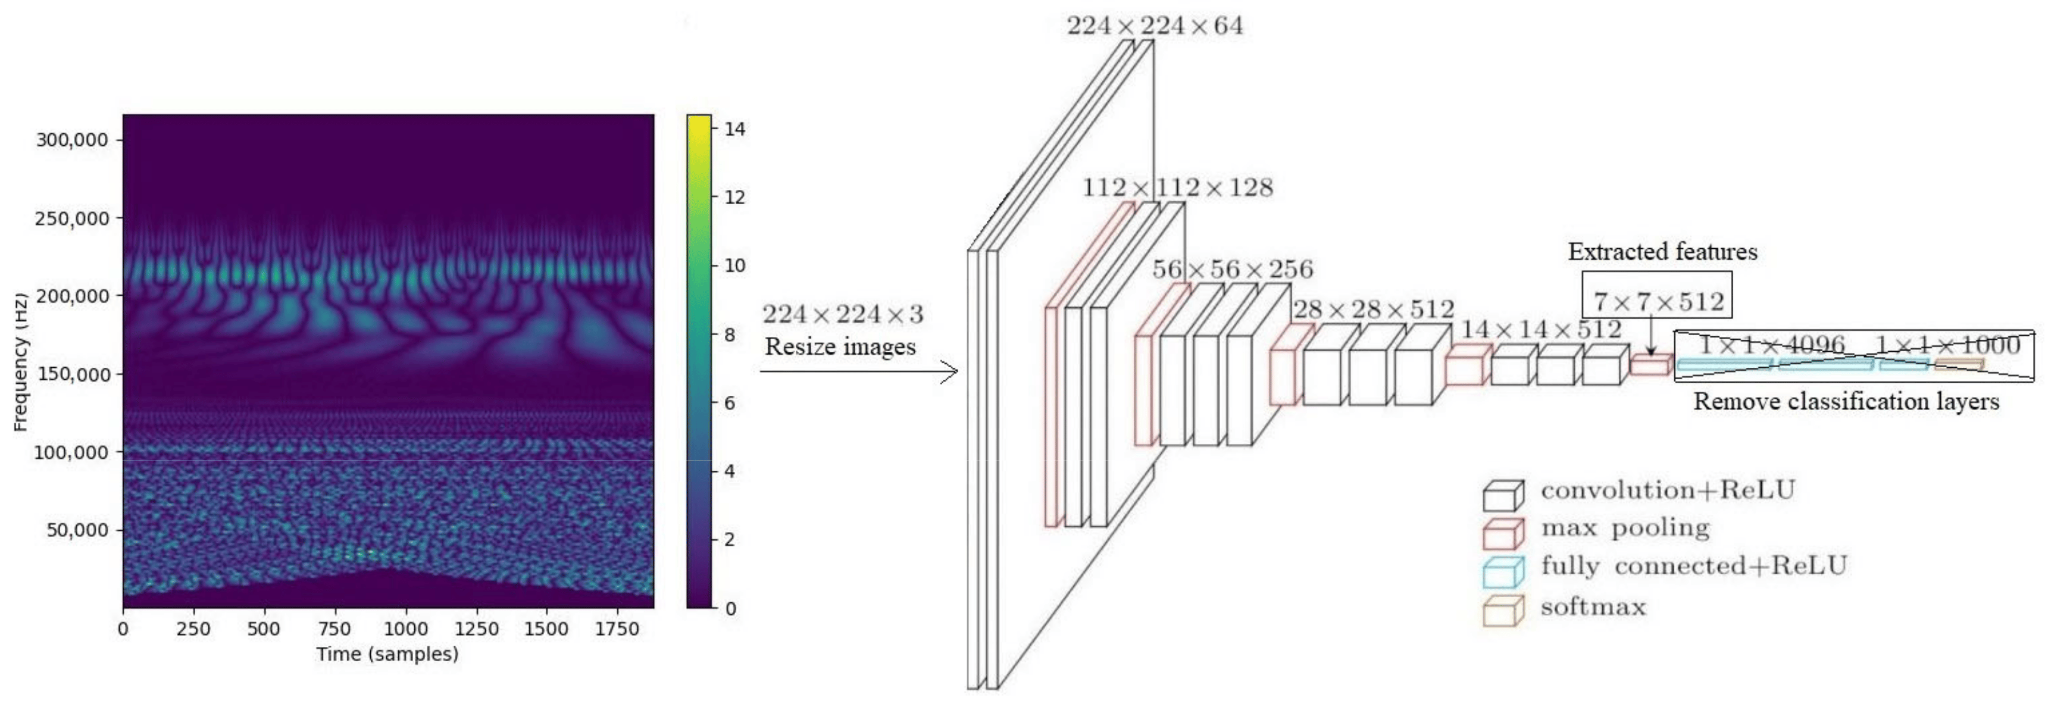 300,000
250,000
200,000
150,000
100,000
50,000
Frequency (Hz)
0 250 500 750 1000 1250 1500 1750
Time (samples)
14
12
10
8
6
4
2
0
224×224×3
Resize images
224×224×64
112×112×128
56×56×256
28×28×512
14×14×512
Extracted features
7×7×512
1×1×4096 1×1×1000
Remove classification layers
convolution+ReLU
max pooling
fully connected+ReLU
softmax